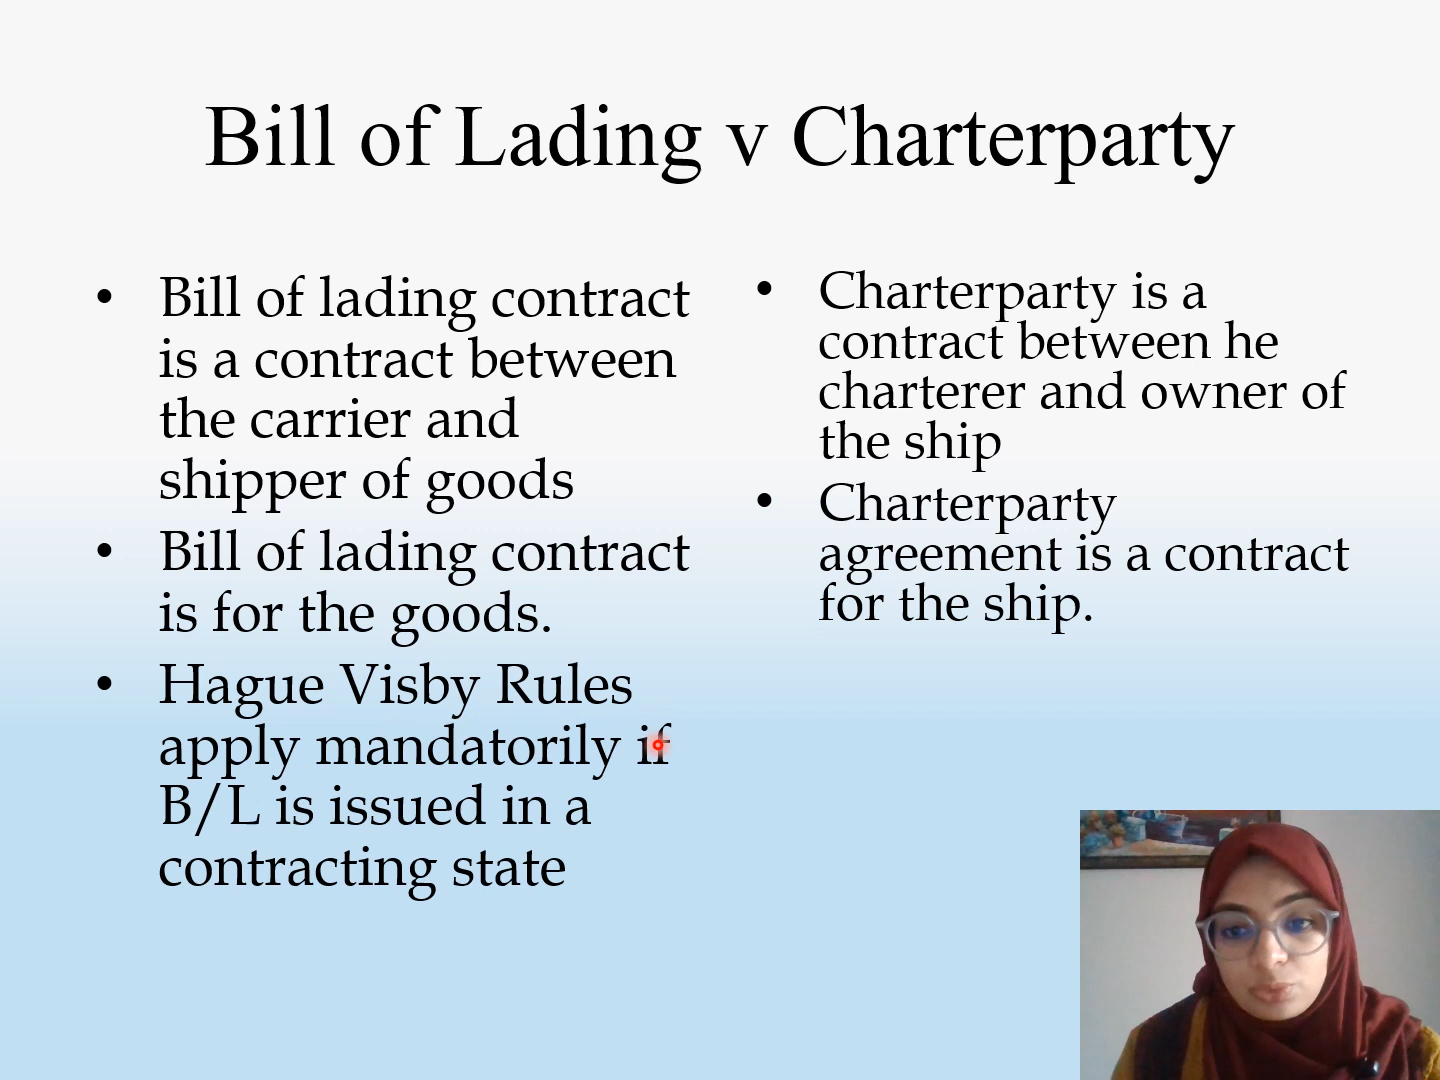 Bill of Lading v Charterparty
• Bill of lading contract
is a contract between
the carrier and
shipper of goods
• Bill of lading contract
is for the goods.
• Hague Visby Rules
apply mandatorily if
B/L is issued in a
contracting state
• Charterparty is a
contract between he
charterer and owner of
the ship
• Charterparty
agreement is a contract
for the ship.